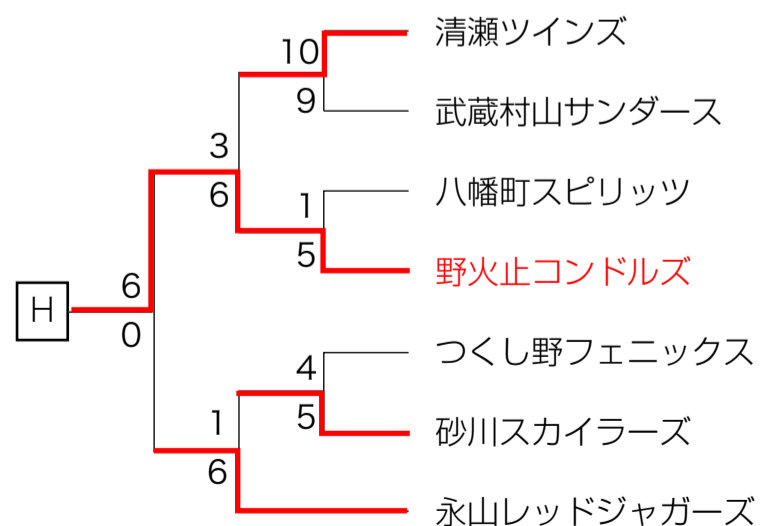 10
清瀬ツインズ
9
武蔵村山サンダース
3
6
1
八幡町スピリッツ
5
野火止コンドルズ
H
6
0
4
つくし野フェニックス
5
砂川スカイラーズ
1
6
永山レッドジャガーズ